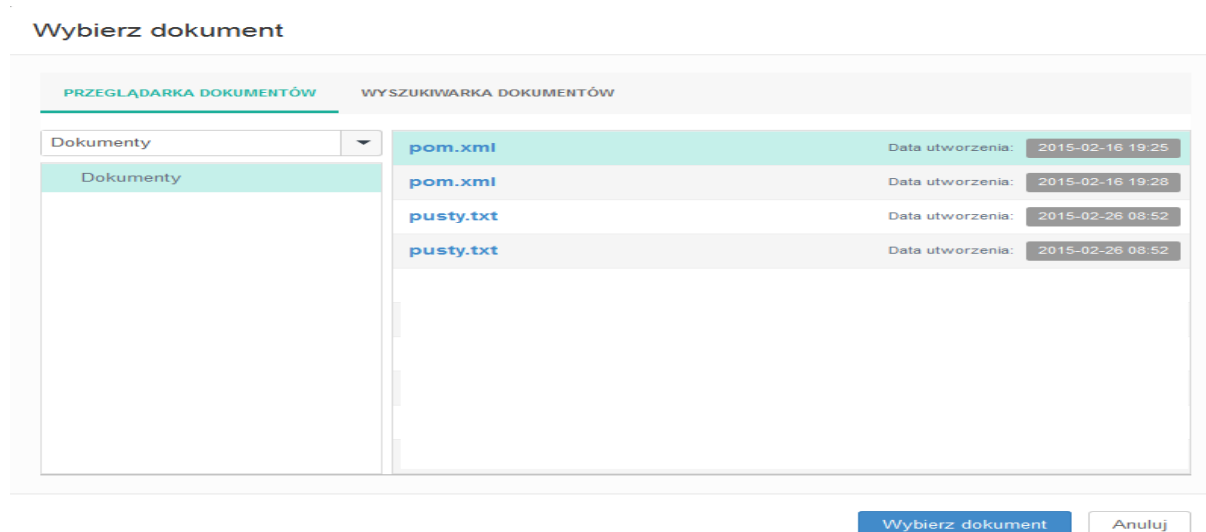 Wybierz dokument
PRZEGLĄDARKA DOKUMENTÓW WYSZUKIWARKA DOKUMENTÓW
Dokumenty
Dokumenty
pom.xml Data utworzenia: 2015-02-16 19:25
pom.xml Data utworzenia: 2015-02-16 19:28
pusty.txt Data utworzenia: 2015-02-26 08:52
pusty.txt Data utworzenia: 2015-02-26 08:52
Wybierz dokument Anuluj